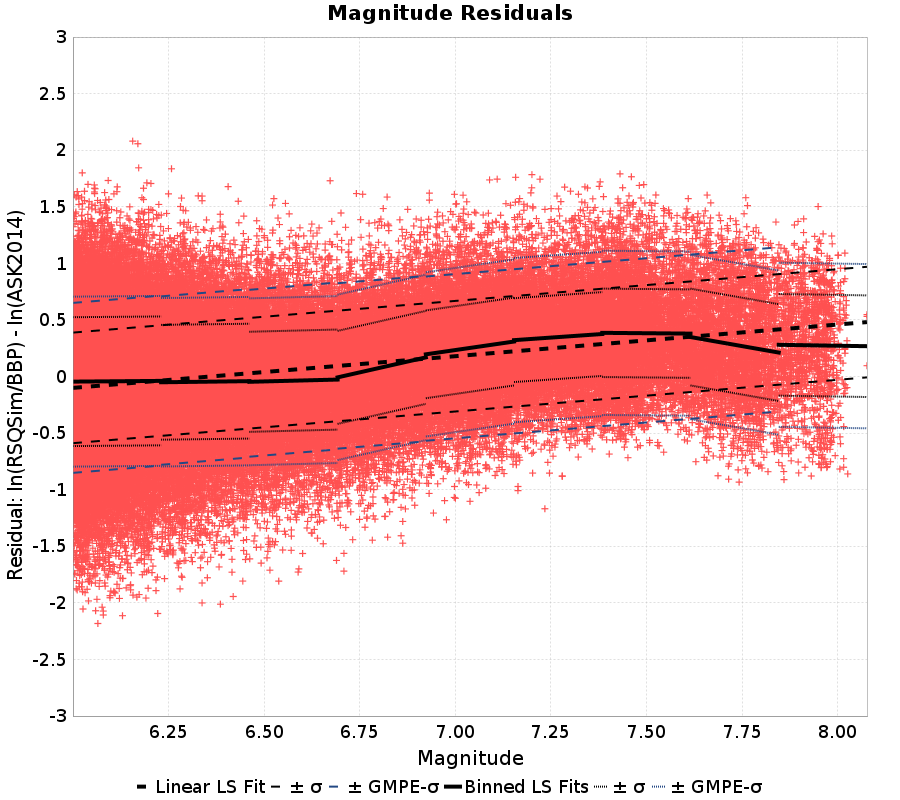 Magnitude Residuals
3
2.5
2
1.5
1
0.5
0
-0.5
-1
-1.5
-2
-2.5
-3
Residual: ln(RSQSim/BBP) - ln(ASK2014)
6.25 6.50 6.75 7.00 7.25 7.50 7.75 8.00
Magnitude
Linear LS Fit ± σ ± GMPE-σ Binned LS Fits ± σ ± GMPE-σ